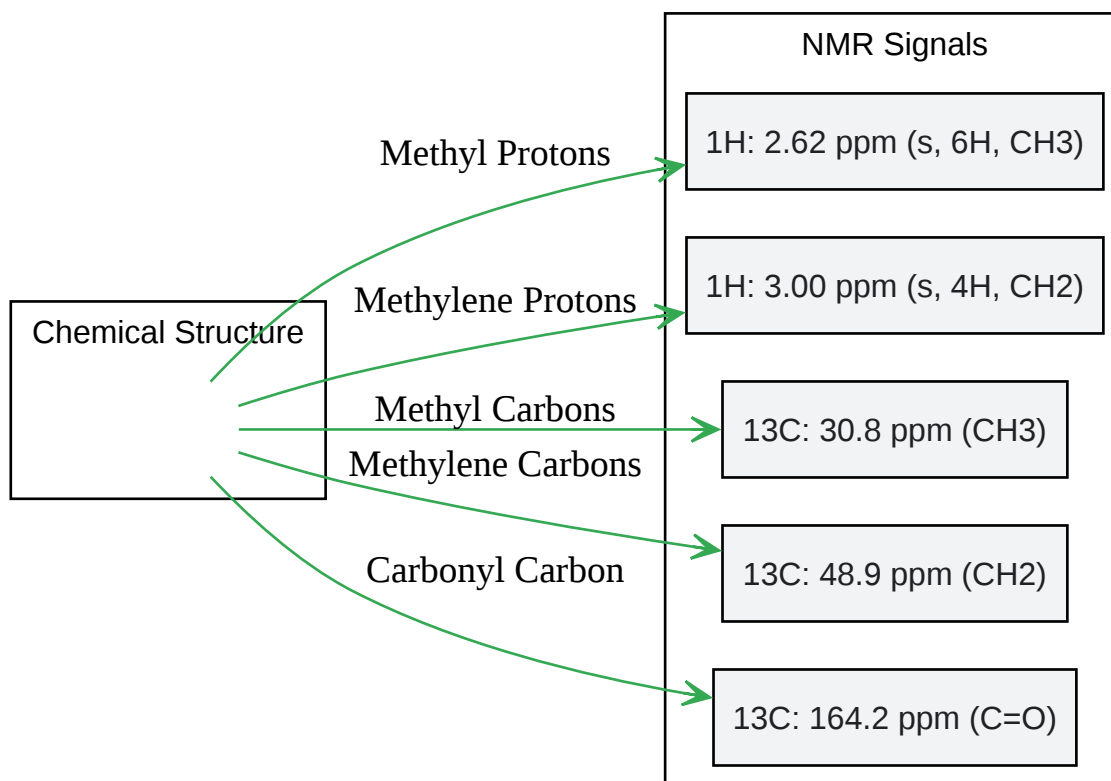 NMR Signals
1H: 2.62 ppm (s, 6H, CH3)
Methyl Protons
1H: 3.00 ppm (s, 4H, CH2)
Methylene Protons
Chemical Structure
Methyl Carbons
13C: 30.8 ppm (CH3)
Methylene Carbons
13C: 48.9 ppm (CH2)
Carbonyl Carbon
13C: 164.2 ppm (C=O)